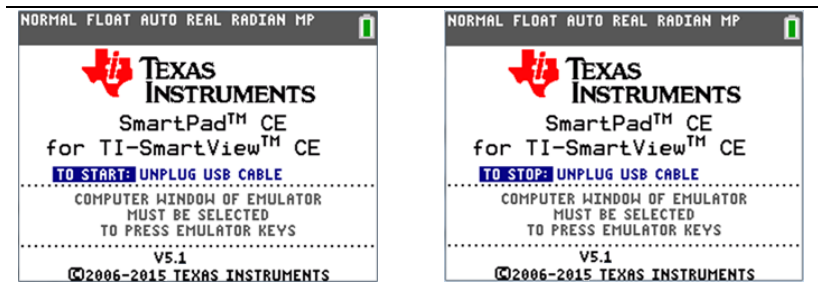 NORMAL FLOAT AUTO REAL RADIAN MP
TEXAS
INSTRUMENTS
SmartPad™ CE
for TI-SmartView™ CE
TO START: UNPLUG USB CABLE
COMPUTER WINDOW OF EMULATOR
MUST BE SELECTED
TO PRESS EMULATOR KEYS
V5.1
©2006-2015 TEXAS INSTRUMENTS
NORMAL FLOAT AUTO REAL RADIAN MP
TEXAS
INSTRUMENTS
SmartPad™ CE
for TI-SmartView™ CE
TO STOP: UNPLUG USB CABLE
COMPUTER WINDOW OF EMULATOR
MUST BE SELECTED
TO PRESS EMULATOR KEYS
V5.1
©2006-2015 TEXAS INSTRUMENTS